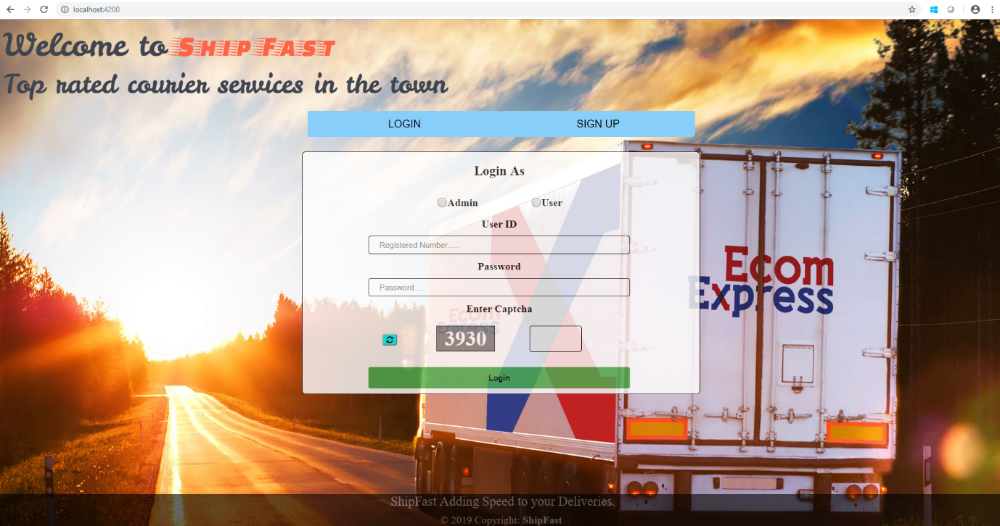 localhost:4200
Welcome to Ship Fast
Top rated courier services in the town
LOGIN SIGN UP
Login As
Admin User
User ID
Registered Number......
Password
Password......
Enter Captcha
3930
Login
Ecom
Express
Ecom
Express
ShipFast Adding Speed to your Deliveries.
© 2019 Copyright: ShipFast